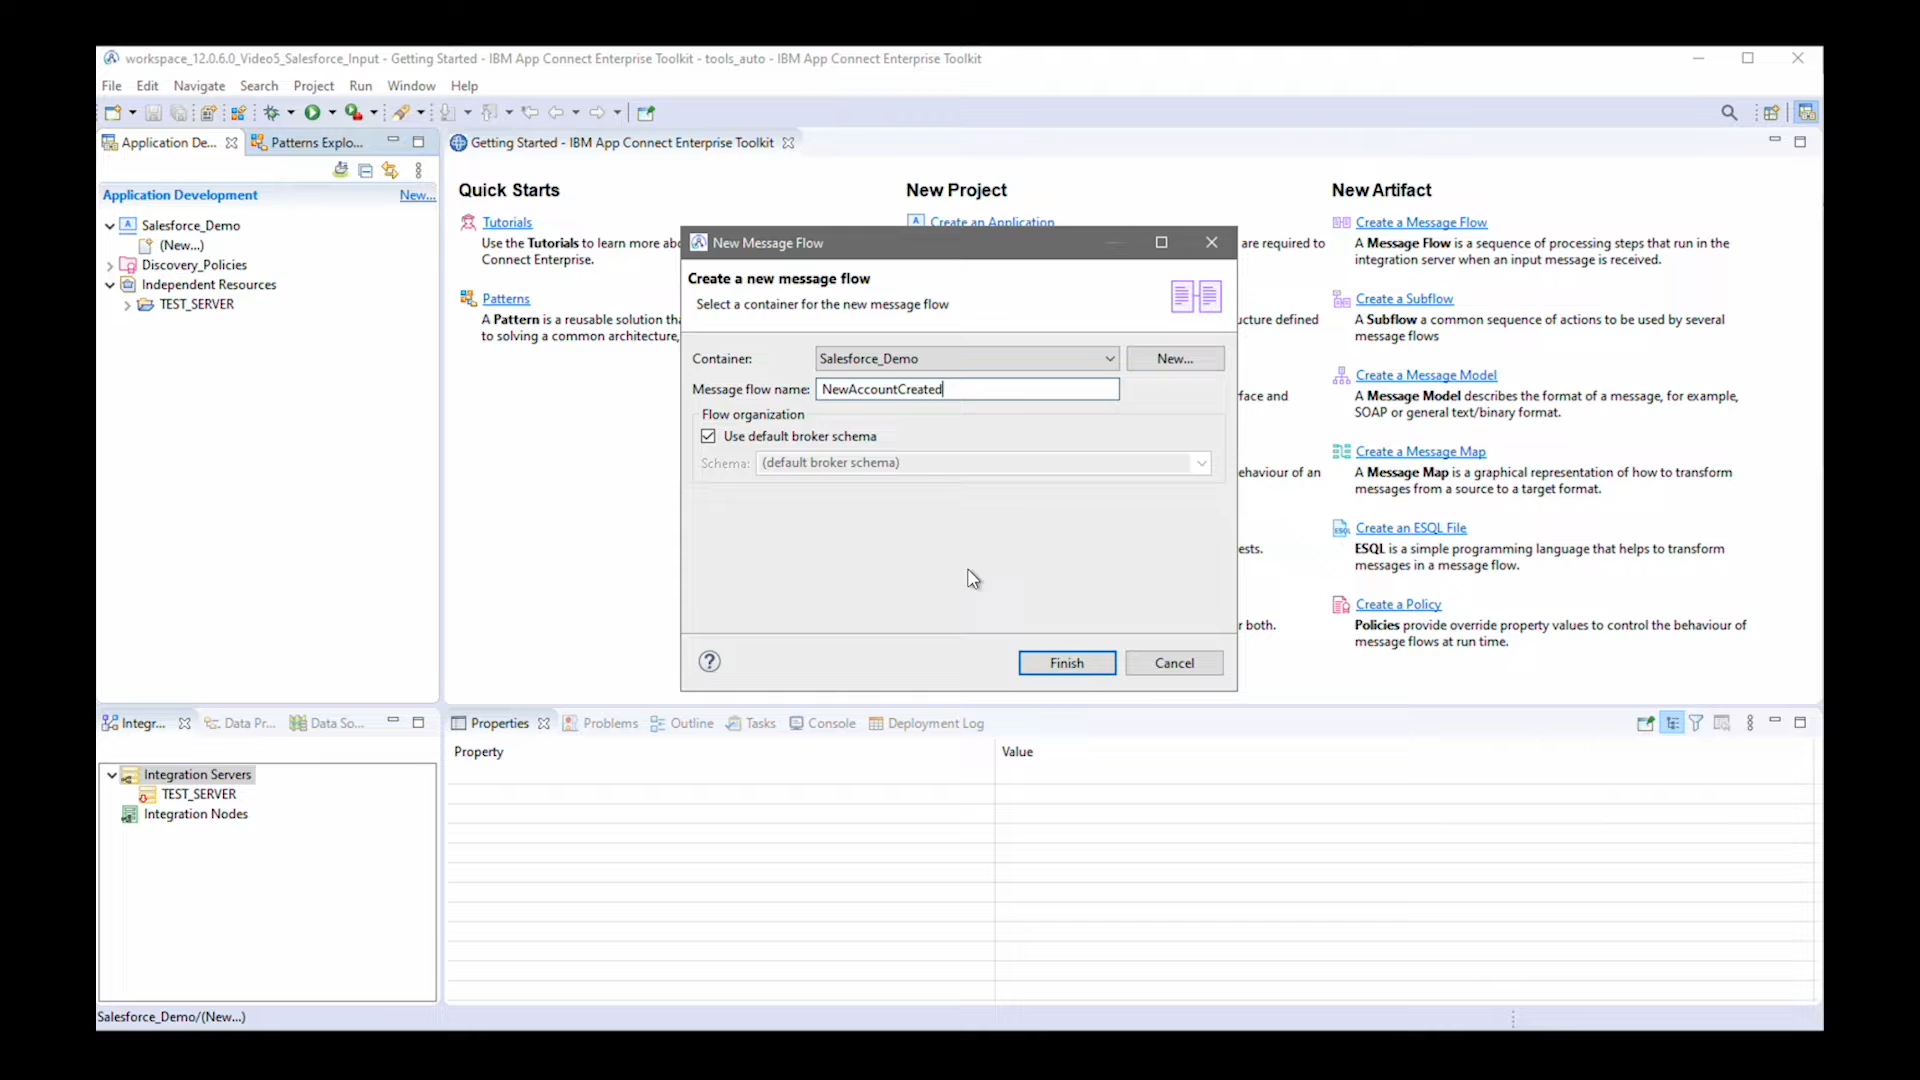 workspace_12.0.6.0_Video5_Salesforce_Input - Getting Started - IBM App Connect Enterprise Toolkit - tools_auto - IBM App Connect Enterprise Toolkit
File Edit Navigate Search Project Run Window Help
Application De... Patterns Explo...
Getting Started - IBM App Connect Enterprise Toolkit
Application Development New...
Salesforce_Demo
(New...)
Discovery_Policies
Independent Resources
TEST_SERVER
Quick Starts
Tutorials
Use the Tutorials to learn more abo
Connect Enterprise.
Patterns
A Pattern is a reusable solution tha
to solving a common architecture,
New Project
Create an Application
are required to
ucture defined
face and
ehaviour of an
ests.
r both.
New Artifact
Create a Message Flow
A Message Flow is a sequence of processing steps that run in the
integration server when an input message is received.
Create a Subflow
A Subflow a common sequence of actions to be used by several
message flows
Create a Message Model
A Message Model describes the format of a message, for example,
SOAP or general text/binary format.
Create a Message Map
A Message Map is a graphical representation of how to transform
messages from a source to a target format.
Create an ESQL File
ESQL is a simple programming language that helps to transform
messages in a message flow.
Create a Policy
Policies provide override property values to control the behaviour of
message flows at run time.
New Message Flow
Create a new message flow
Select a container for the new message flow
Container: Salesforce_Demo New...
Message flow name: NewAccountCreated
Flow organization
Use default broker schema
Schema: (default broker schema)
Finish Cancel
Integr... Data Pr... Data So...
Integration Servers
TEST_SERVER
Integration Nodes
Properties Problems Outline Tasks Console Deployment Log
Property Value
Salesforce_Demo/(New...)